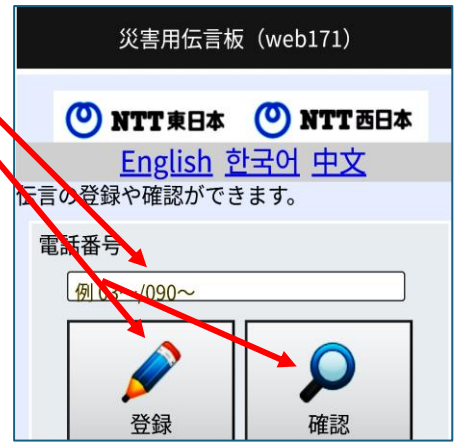 災害用伝言板（web171）
NTT東日本 NTT西日本
English 한국어 中文
伝言の登録や確認ができます。
電話番号
例 03～/090～
登録 確認